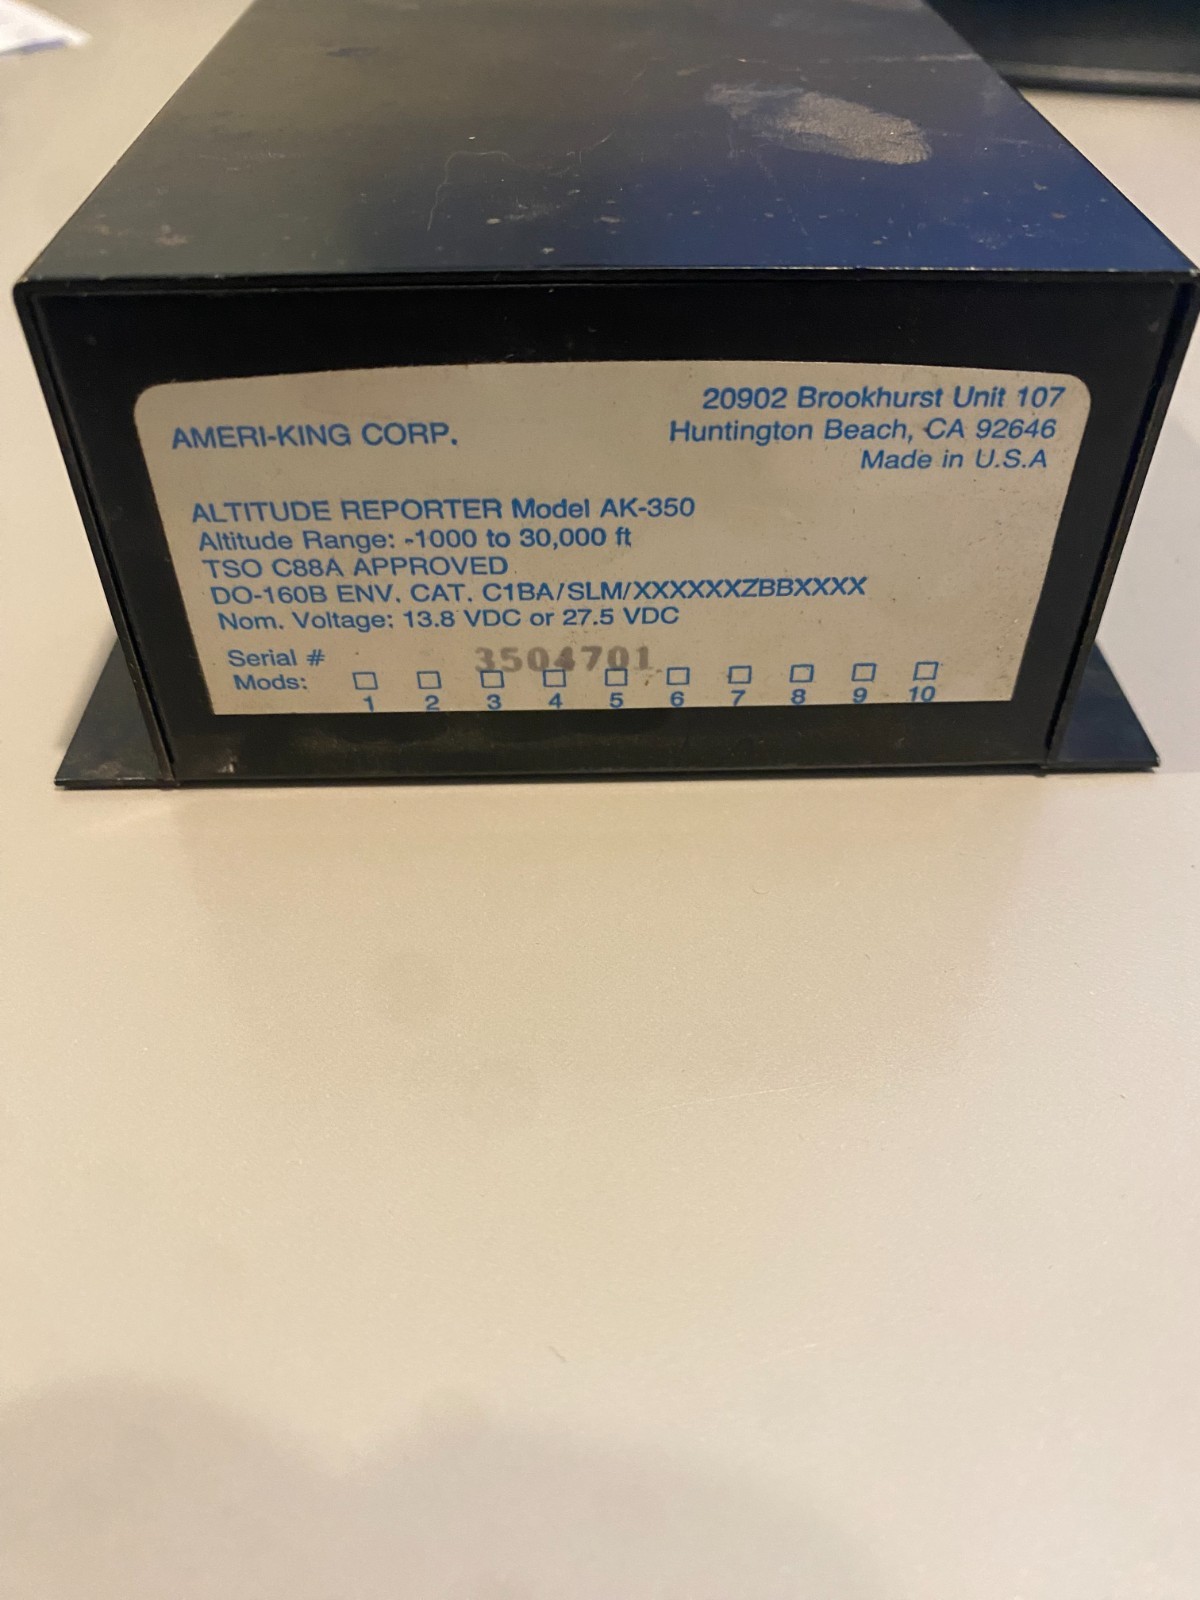 20902 Brookhurst Unit 107
AMERI-KING CORP.
Huntington Beach, CA 92646
Made in U.S.A
ALTITUDE REPORTER Model AK-350
Altitude Range: -1000 to 30,000 ft
TSO C88A APPROVED
DO-160B ENV. CAT. C1BA/SLM/XXXXXXZBBXXXX
Nom. Voltage: 13.8 VDC or 27.5 VDC
Serial # 3504701
Mods:
1 2 3 4 5 6 7 8 9 10